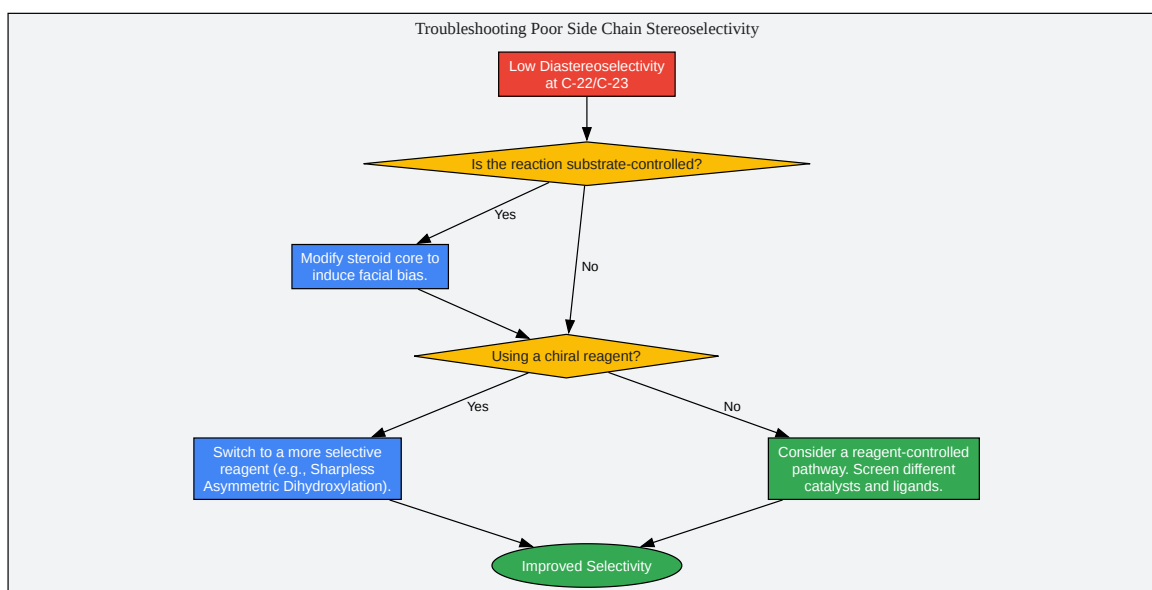 Troubleshooting Poor Side Chain Stereoselectivity
Low Diastereoselectivity
at C-22/C-23
Is the reaction substrate-controlled?
Yes
Modify steroid core to
induce facial bias.
No
Using a chiral reagent?
Yes
No
Switch to a more selective
reagent (e.g., Sharpless
Asymmetric Dihydroxylation).
Consider a reagent-controlled
pathway. Screen different
catalysts and ligands.
Improved Selectivity